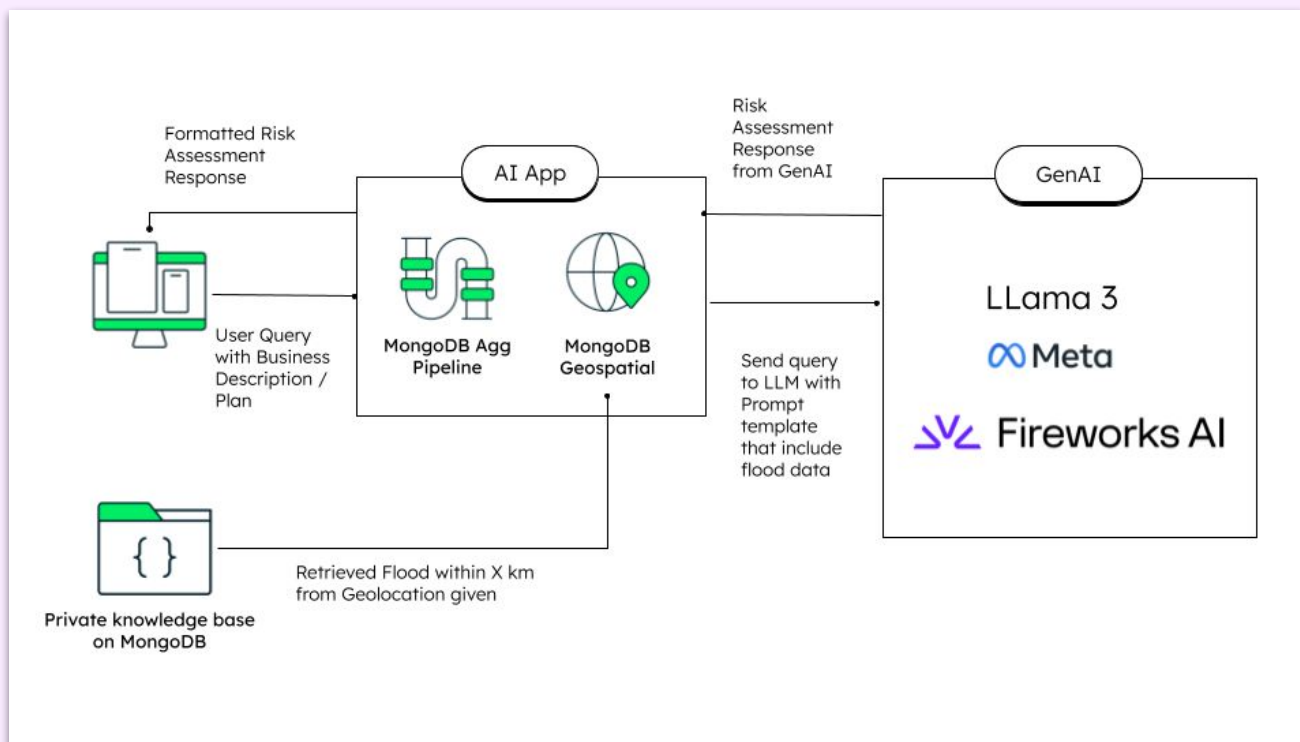 Formatted Risk
Assessment
Response
AI App
Risk
Assessment
Response
from GenAI
GenAI
MongoDB Agg
Pipeline
MongoDB
Geospatial
User Query
with Business
Description /
Plan
Send query
to LLM with
Prompt
template
that include
flood data
LLama 3
Meta
Fireworks AI
{ }
Retrieved Flood within X km
from Geolocation given
Private knowledge base
on MongoDB